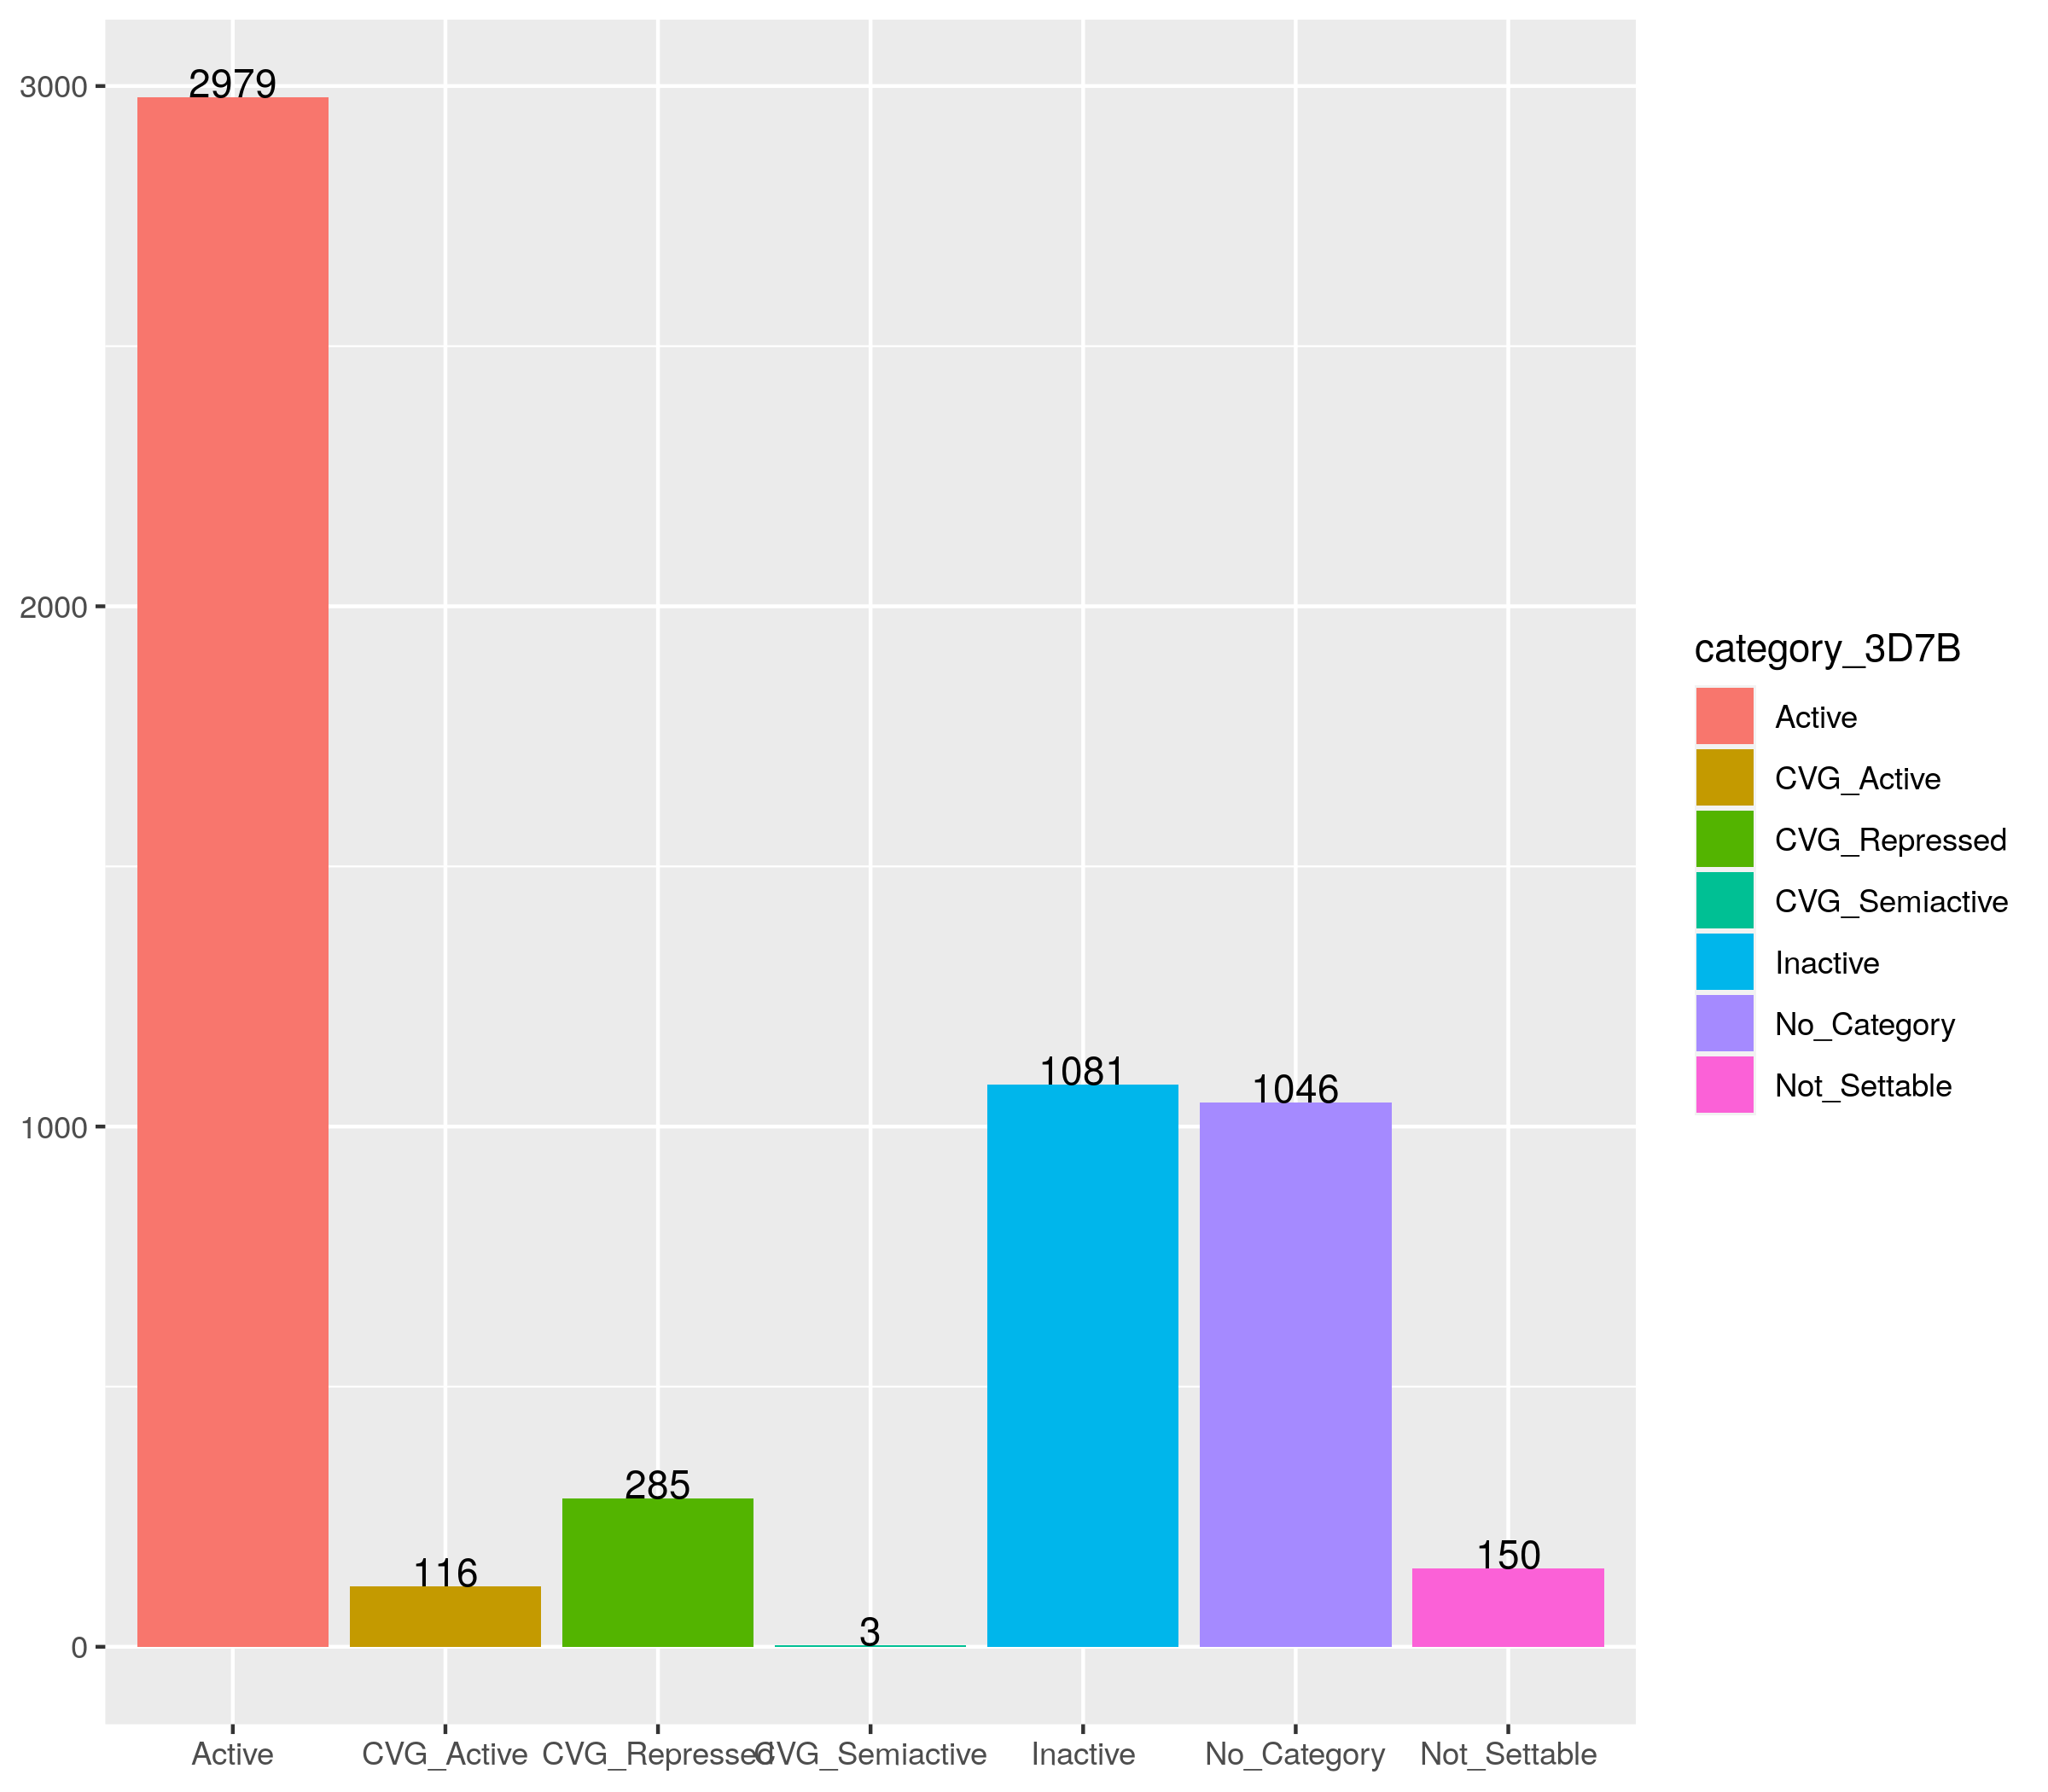 3000
2000
1000
0
2979
116
285
3
1081
1046
150
Active
CVG_Active
CVG_Repressed
CVG_Semiactive
Inactive
No_Category
Not_Settable
category_3D7B
Active
CVG_Active
CVG_Repressed
CVG_Semiactive
Inactive
No_Category
Not_Settable